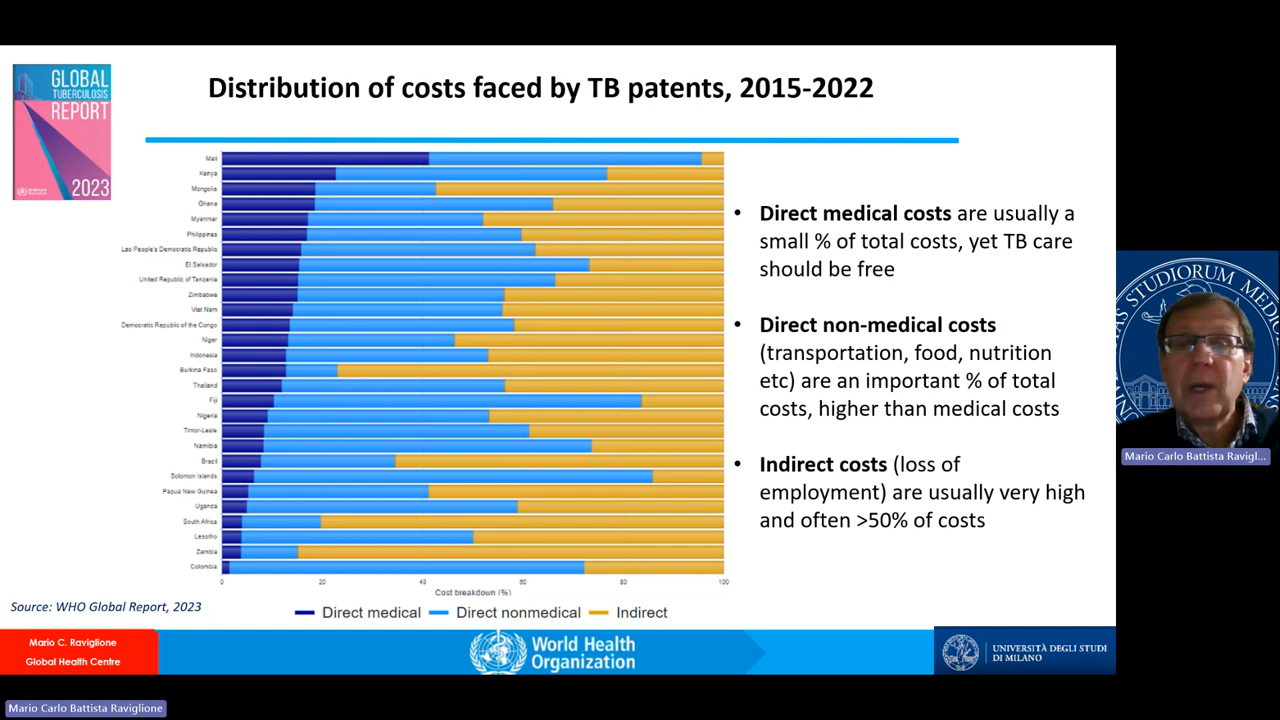 GLOBAL
TUBERCULOSIS
REPORT
2023
Distribution of costs faced by TB patents, 2015-2022
Mali
Kenya
Mongolia
Ghana
Myanmar
Philippines
Lao People's Democratic Republic
El Salvador
United Republic of Tanzania
Zimbabwe
Viet Nam
Democratic Republic of the Congo
Niger
Indonesia
Burkina Faso
Thailand
Fiji
Nigeria
Timor-Leste
Namibia
Brazil
Solomon Islands
Papua New Guinea
Uganda
South Africa
Lesotho
Zambia
Colombia
0 20 40 60 80 100
Cost breakdown (%)
Direct medical Direct nonmedical Indirect
• Direct medical costs are usually a
small % of total costs, yet TB care
should be free
• Direct non-medical costs
(transportation, food, nutrition
etc) are an important % of total
costs, higher than medical costs
• Indirect costs (loss of
employment) are usually very high
and often >50% of costs
Source: WHO Global Report, 2023
Mario C. Raviglione
Global Health Centre
World Health
Organization
UNIVERSITÀ DEGLI STUDI
DI MILANO
STUDIORUM
Mario Carlo Battista Ravigl...
Mario Carlo Battista Raviglione